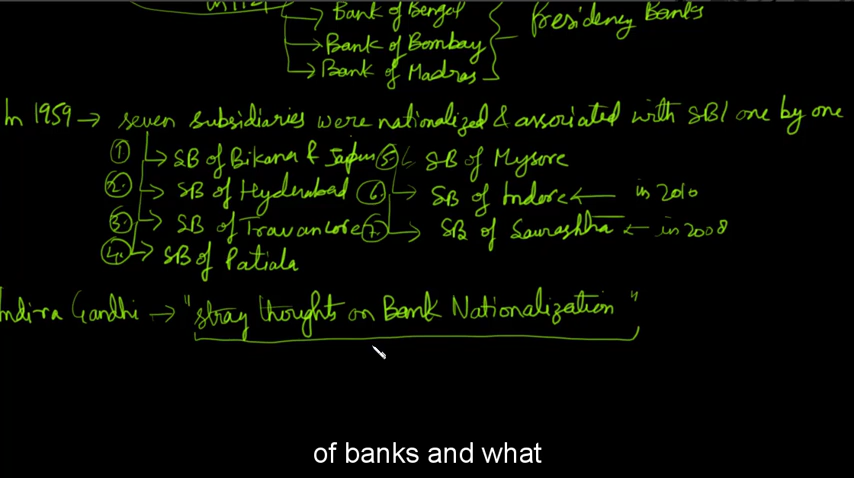 in 1921
→ Bank of Bengal
→ Bank of Bombay } Presidency Banks
→ Bank of Madras
In 1959 → seven subsidiaries were nationalized & associated with SBI one by one
① → SB of Bikana & Jaipur ⑤ → SB of Mysore
②. → SB of Hyderabad ⑥ → SB of Indore ← in 2010
③. → SB of Travancore ⑦. → SB of Saurashtra ← in 2008
④. → SB of Patiala
Indira Gandhi → "stray thoughts on Bank Nationalization"
of banks and what